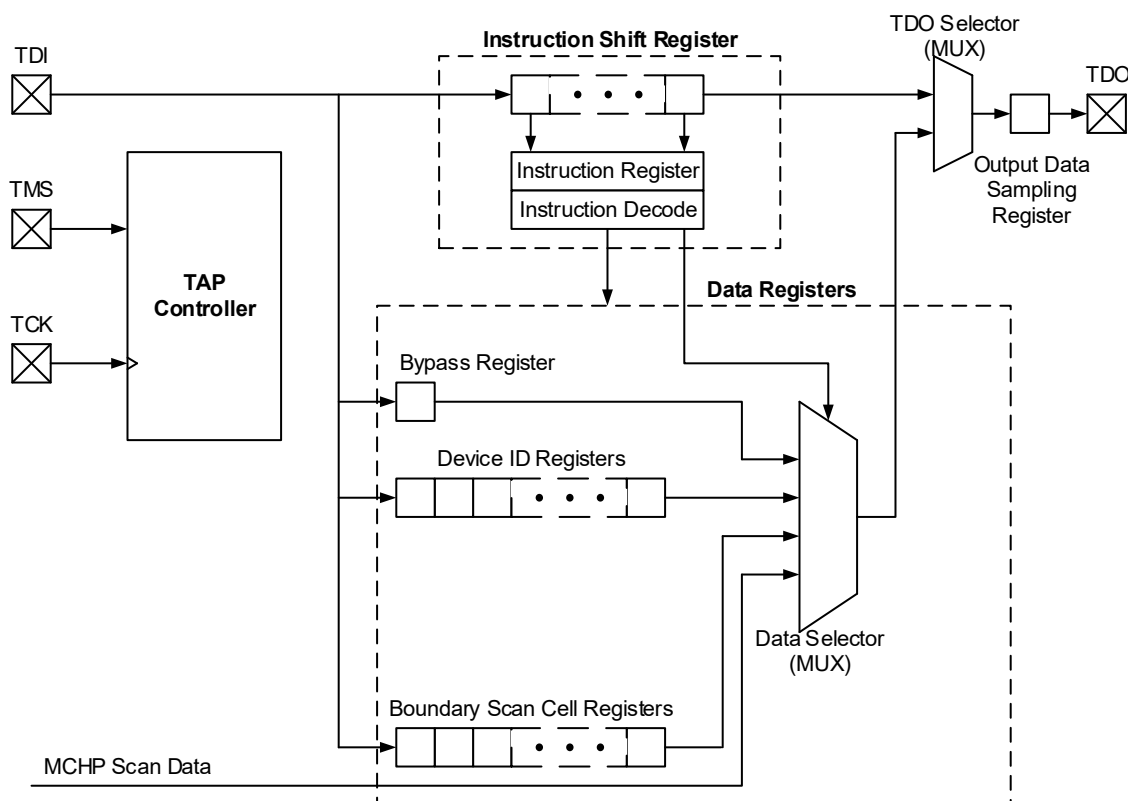 TDO Selector
(MUX)
Instruction Shift Register
TDI
TDO
Instruction Register
Instruction Decode
Output Data
Sampling
Register
TMS
TAP
Controller
TCK
Data Registers
Bypass Register
Device ID Registers
Data Selector
(MUX)
Boundary Scan Cell Registers
MCHP Scan Data